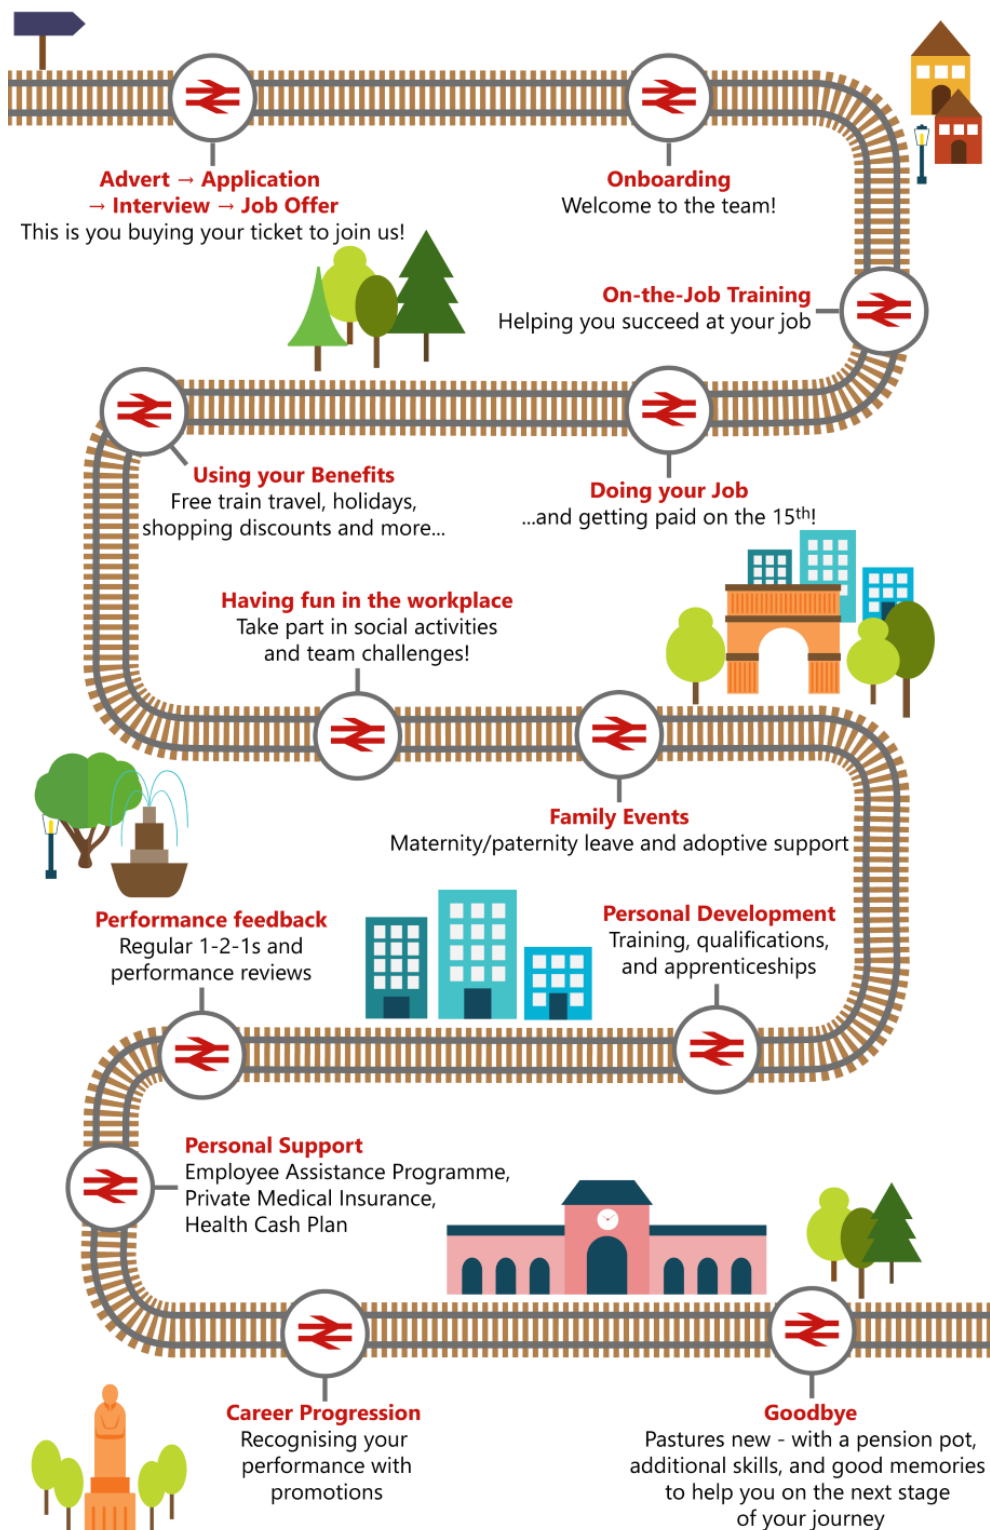 Advert → Application
→ Interview → Job Offer
This is you buying your ticket to join us!
Onboarding
Welcome to the team!
On-the-Job Training
Helping you succeed at your job
Doing your Job
...and getting paid on the 15th!
Using your Benefits
Free train travel, holidays,
shopping discounts and more...
Having fun in the workplace
Take part in social activities
and team challenges!
Family Events
Maternity/paternity leave and adoptive support
Personal Development
Training, qualifications,
and apprenticeships
Performance feedback
Regular 1-2-1s and
performance reviews
Personal Support
Employee Assistance Programme,
Private Medical Insurance,
Health Cash Plan
Career Progression
Recognising your
performance with
promotions
Goodbye
Pastures new - with a pension pot,
additional skills, and good memories
to help you on the next stage
of your journey